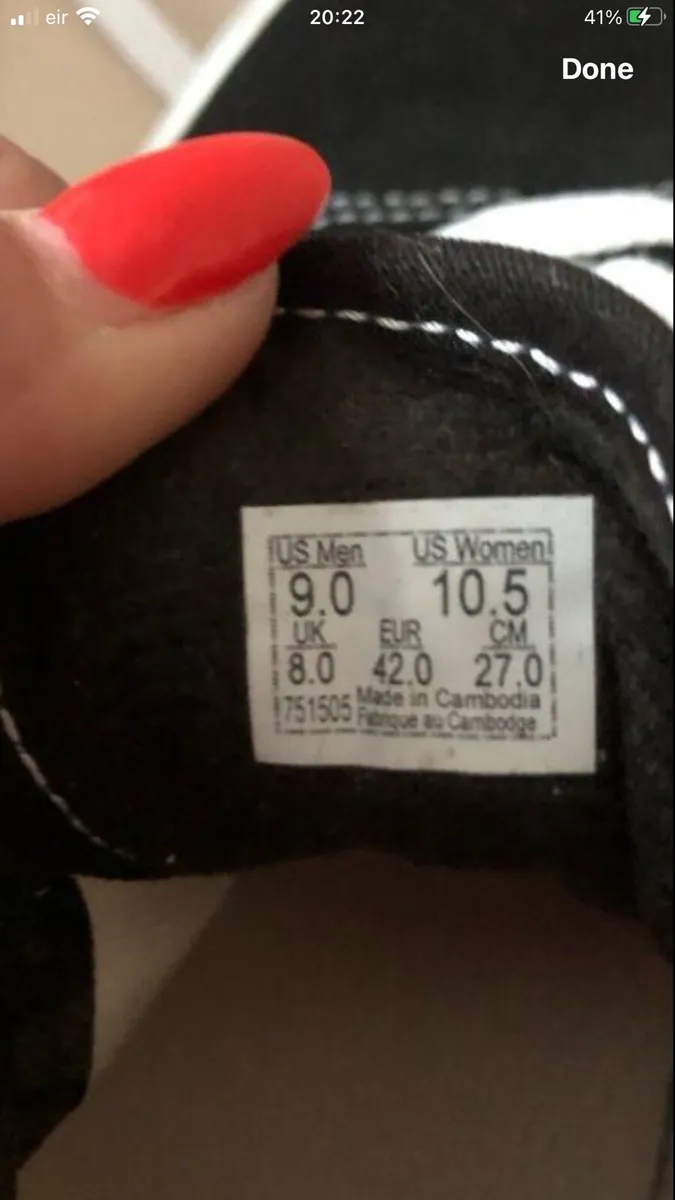 eir 20:22 41%
Done
US Men US Women
9.0 10.5
UK EUR CM
8.0 42.0 27.0
751505 Made in Cambodia
Fabriqué au Cambodge